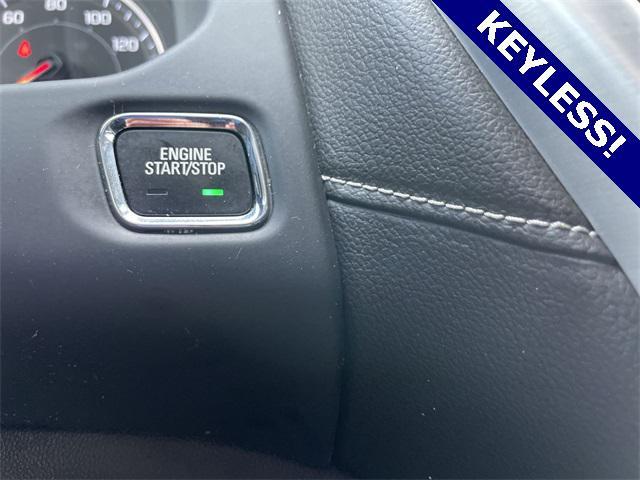 60 80 100 120
ENGINE
START/STOP
KEYLESS!